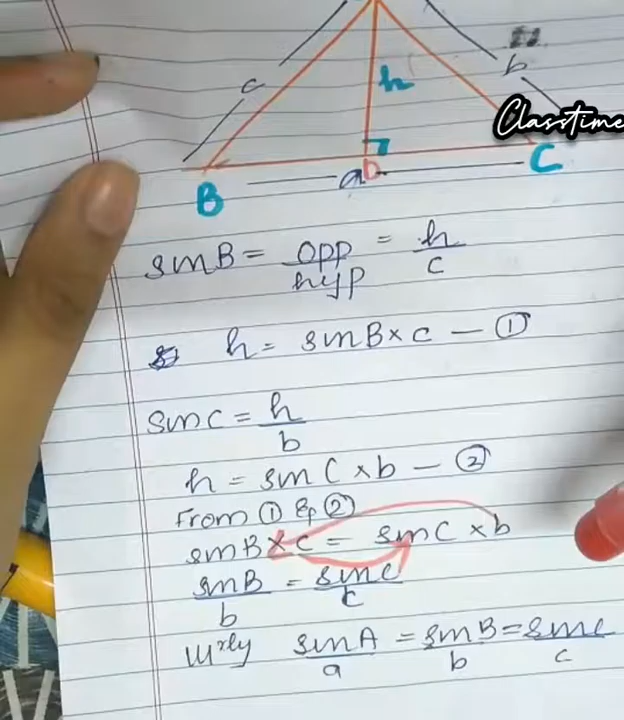 c
h
b
Classtime
B
a
D
C
sinB = opp/hyp = h/c
h = sinB×c — ①
sinC = h/b
h = sinC×b — ②
From ① & ②
sinB×c = sinC×b
sinB/b = sinC/c
|||rly sinA/a = sinB/b = sinC/c